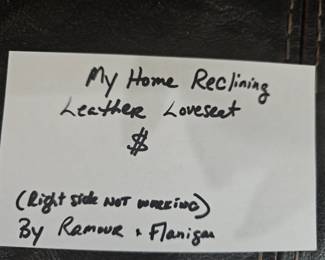 My Home Reclining
Leather Loveseat
$
(Right side NOT working)
By Ramour & Flanigan